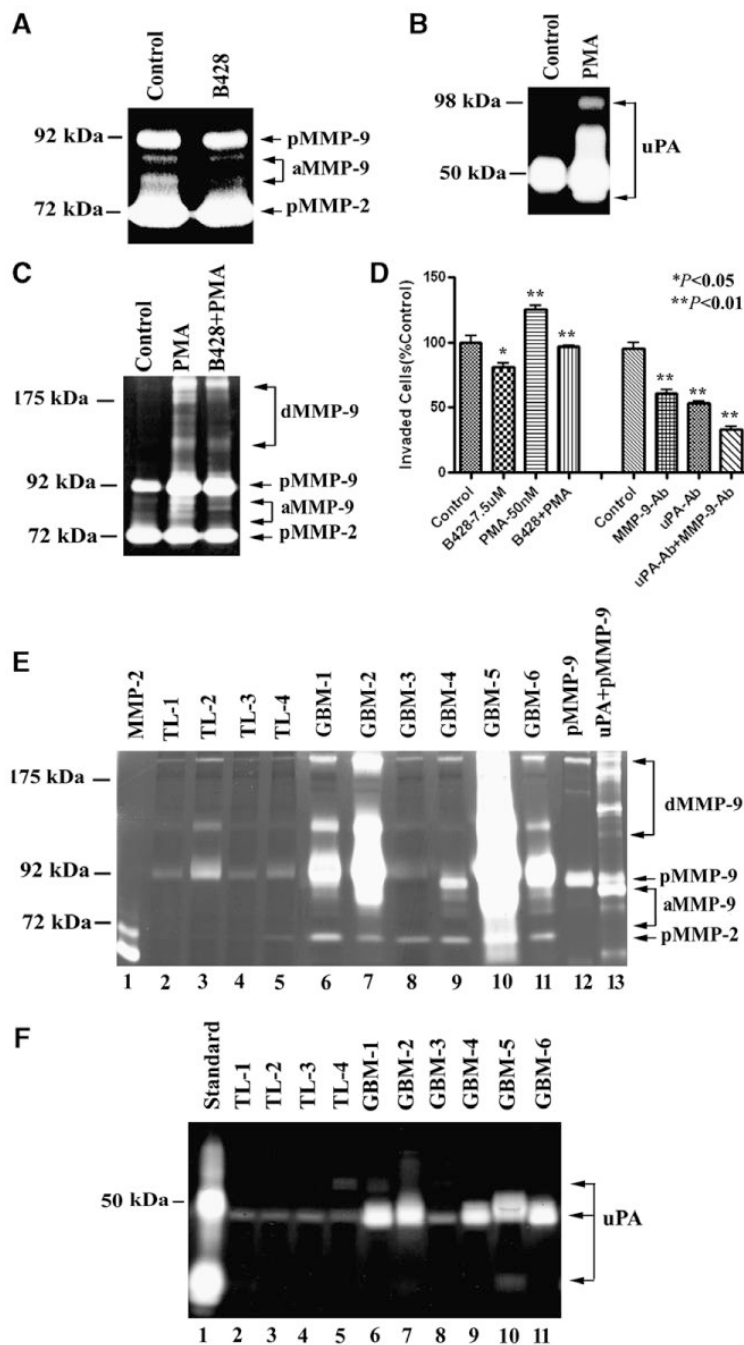 A
Control
B428
92 kDa
72 kDa
pMMP-9
aMMP-9
pMMP-2
B
Control
PMA
98 kDa
50 kDa
uPA
C
Control
PMA
B428+PMA
175 kDa
92 kDa
72 kDa
dMMP-9
pMMP-9
aMMP-9
pMMP-2
D
Invaded Cells(%Control)
150
100
50
0
*P<0.05
**P<0.01
*
**
**
**
**
**
Control
B428-7.5uM
PMA-50nM
B428+PMA
Control
MMP-9-Ab
uPA-Ab
uPA-Ab+MMP-9-Ab
E
MMP-2
TL-1
TL-2
TL-3
TL-4
GBM-1
GBM-2
GBM-3
GBM-4
GBM-5
GBM-6
pMMP-9
uPA+pMMP-9
175 kDa
92 kDa
72 kDa
dMMP-9
pMMP-9
aMMP-9
pMMP-2
1 2 3 4 5 6 7 8 9 10 11 12 13
F
Standard
TL-1
TL-2
TL-3
TL-4
GBM-1
GBM-2
GBM-3
GBM-4
GBM-5
GBM-6
50 kDa
uPA
1 2 3 4 5 6 7 8 9 10 11